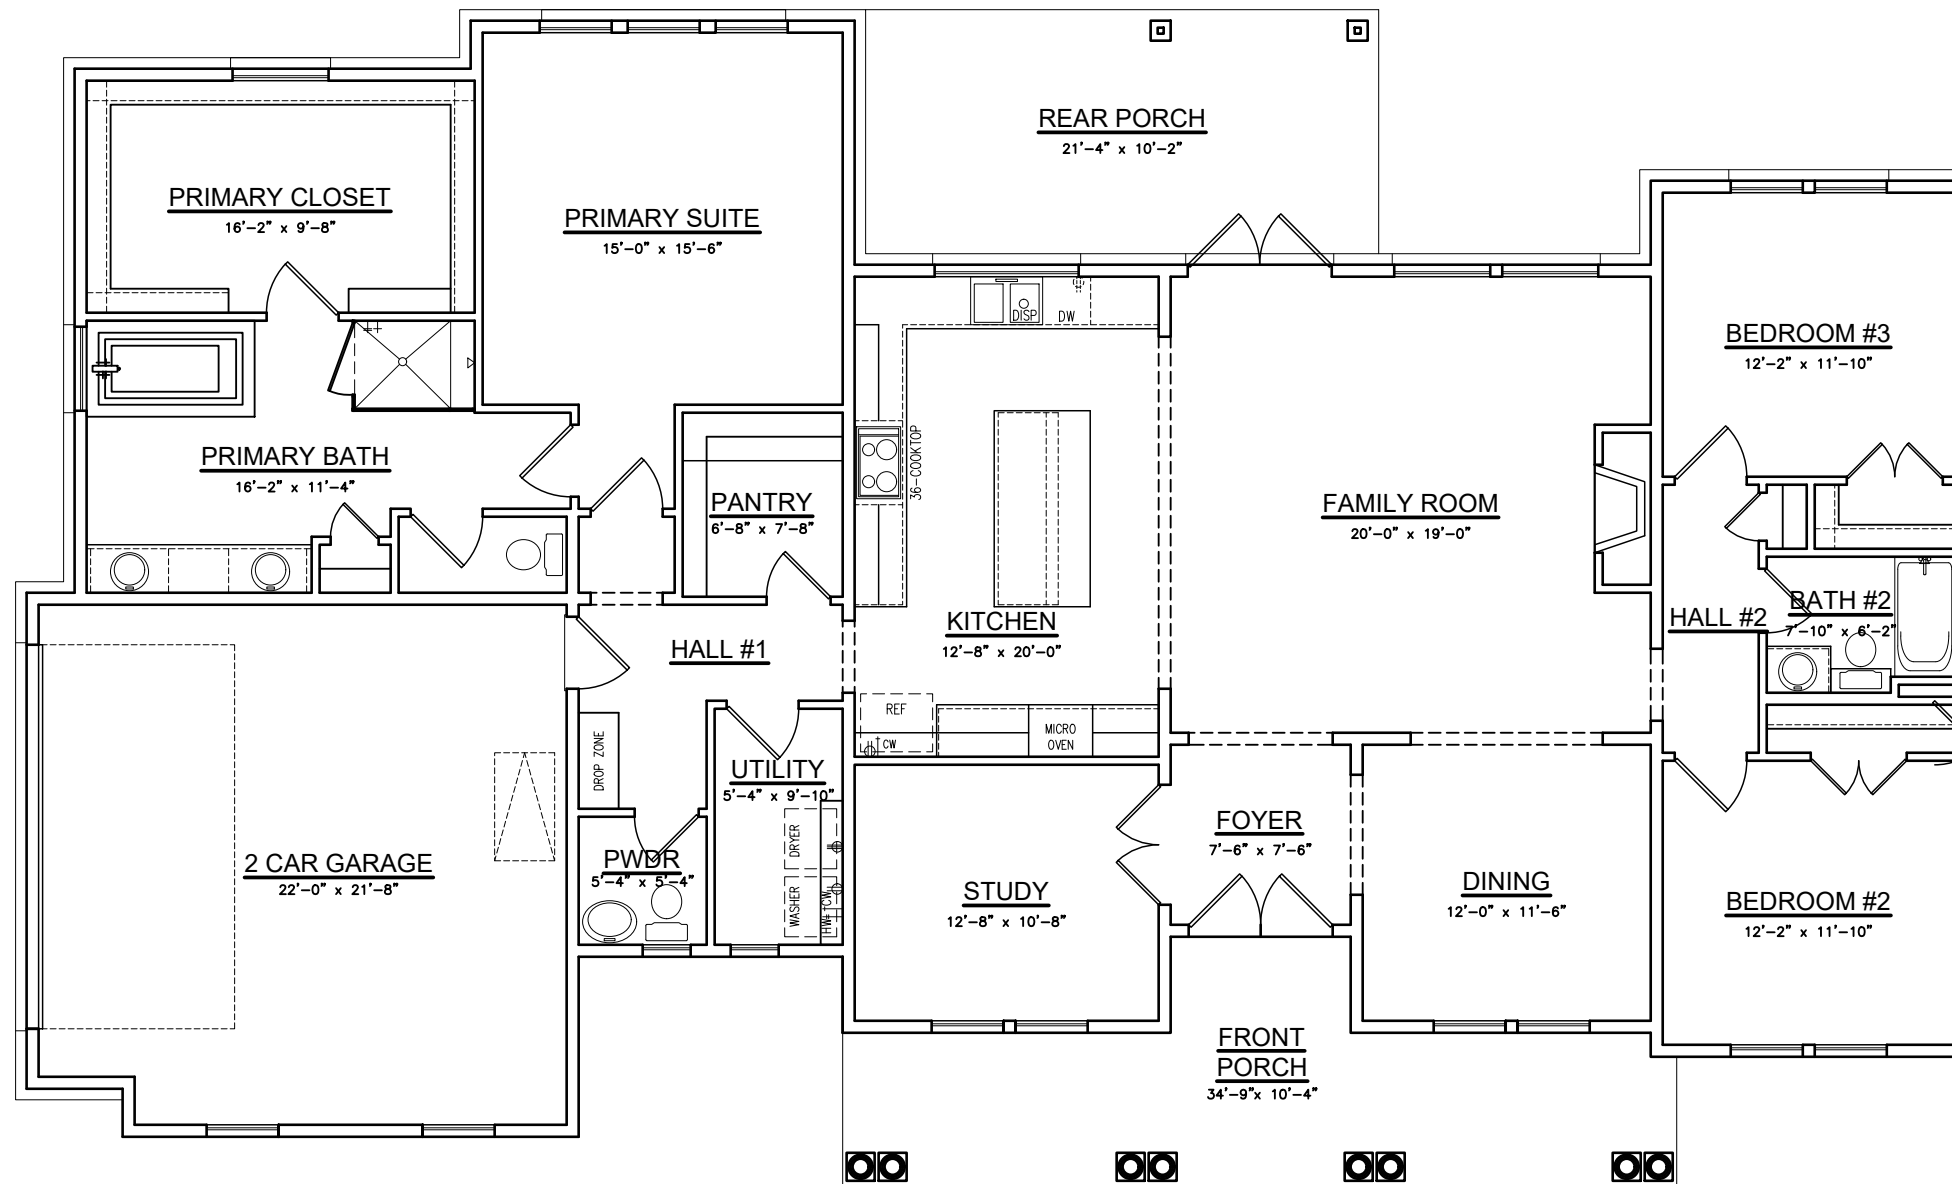 REAR PORCH
21'-4" x 10'-2"
PRIMARY CLOSET
16'-2" x 9'-8"
PRIMARY SUITE
15'-0" x 15'-6"
DISP
DW
BEDROOM #3
12'-2" x 11'-10"
36-COOKTOP
PRIMARY BATH
16'-2" x 11'-4"
PANTRY
6'-8" x 7'-8"
FAMILY ROOM
20'-0" x 19'-0"
KITCHEN
12'-8" x 20'-0"
HALL #1
HALL #2
BATH #2
7'-10" x 6'-2"
REF
CW
MICRO
OVEN
DROP ZONE
UTILITY
5'-4" x 9'-10"
DRYER
WASHER
HW
CW
PWDR
5'-4" x 5'-4"
2 CAR GARAGE
22'-0" x 21'-8"
STUDY
12'-8" x 10'-8"
FOYER
7'-6" x 7'-6"
DINING
12'-0" x 11'-6"
BEDROOM #2
12'-2" x 11'-10"
FRONT
PORCH
34'-9"x 10'-4"